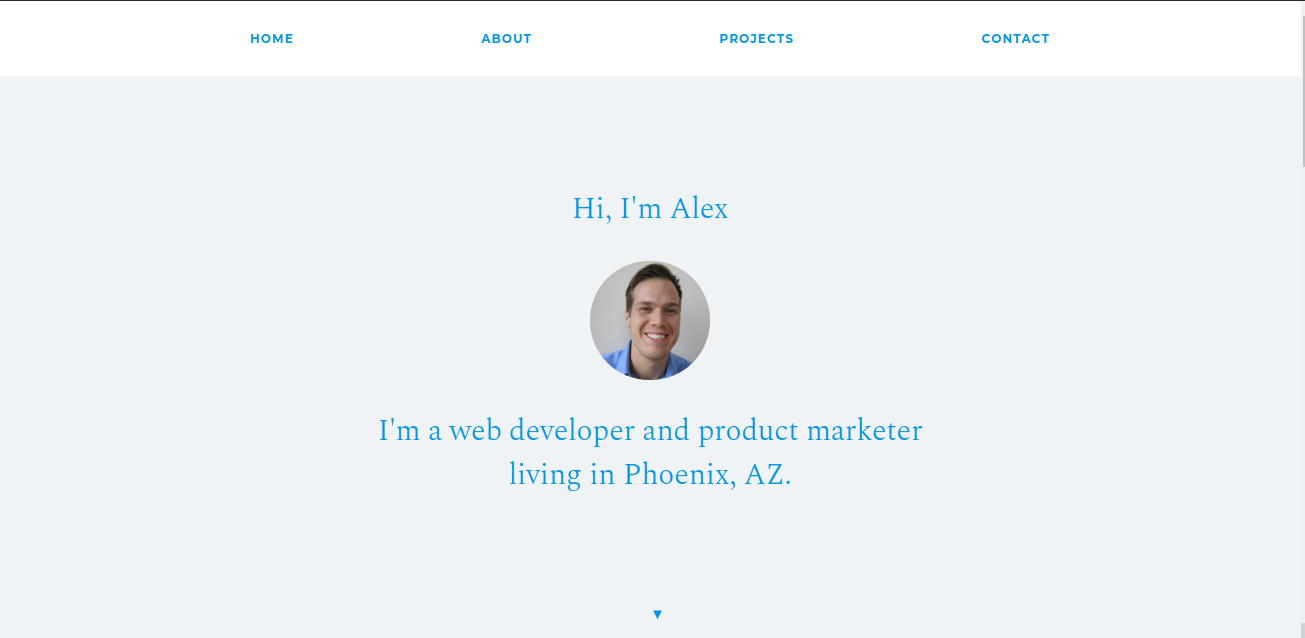 HOME ABOUT PROJECTS CONTACT
Hi, I'm Alex
I'm a web developer and product marketer
living in Phoenix, AZ.